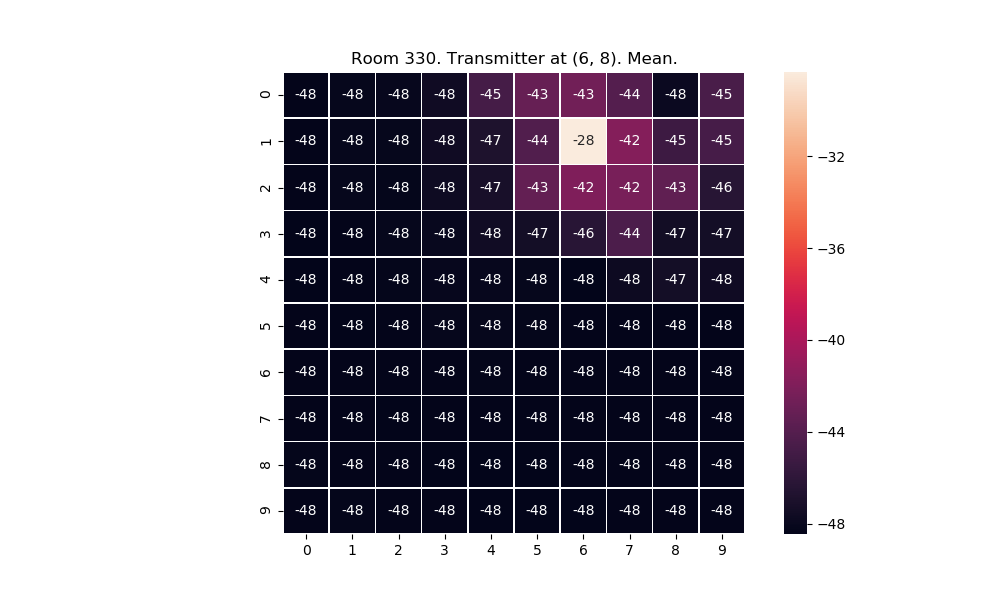 Room 330. Transmitter at (6, 8). Mean.
0 -48 -48 -48 -48 -45 -43 -43 -44 -48 -45
1 -48 -48 -48 -48 -47 -44 -28 -42 -45 -45
2 -48 -48 -48 -48 -47 -43 -42 -42 -43 -46
3 -48 -48 -48 -48 -48 -47 -46 -44 -47 -47
4 -48 -48 -48 -48 -48 -48 -48 -48 -47 -48
5 -48 -48 -48 -48 -48 -48 -48 -48 -48 -48
6 -48 -48 -48 -48 -48 -48 -48 -48 -48 -48
7 -48 -48 -48 -48 -48 -48 -48 -48 -48 -48
8 -48 -48 -48 -48 -48 -48 -48 -48 -48 -48
9 -48 -48 -48 -48 -48 -48 -48 -48 -48 -48
0 1 2 3 4 5 6 7 8 9
−32
−36
−40
−44
−48